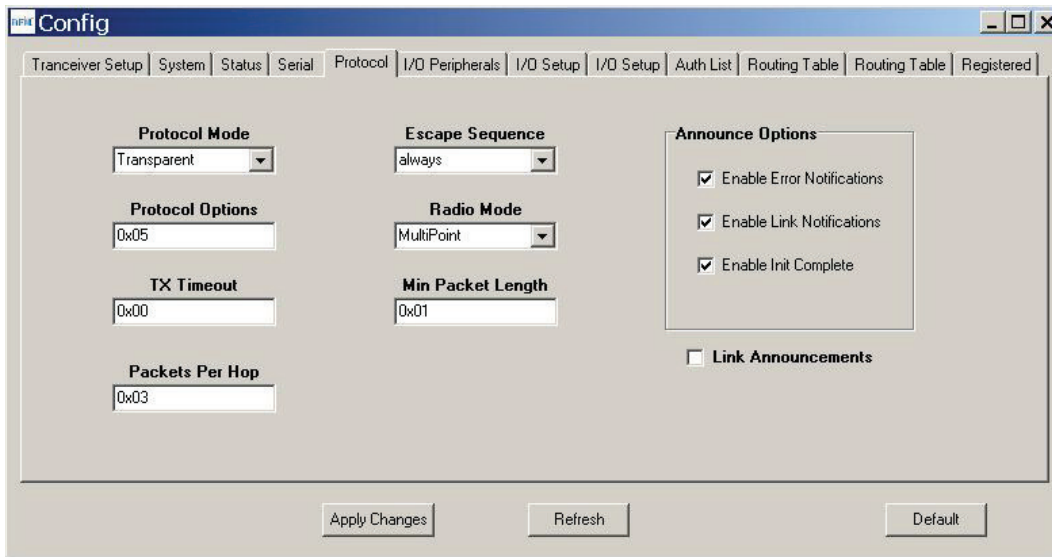 RFM Config
Tranceiver Setup System Status Serial Protocol I/O Peripherals I/O Setup I/O Setup Auth List Routing Table Routing Table Registered
Protocol Mode
Transparent
Escape Sequence
always
Announce Options
Enable Error Notifications
Enable Link Notifications
Enable Init Complete
Protocol Options
0x05
Radio Mode
MultiPoint
TX Timeout
0x00
Min Packet Length
0x01
Link Announcements
Packets Per Hop
0x03
Apply Changes Refresh Default